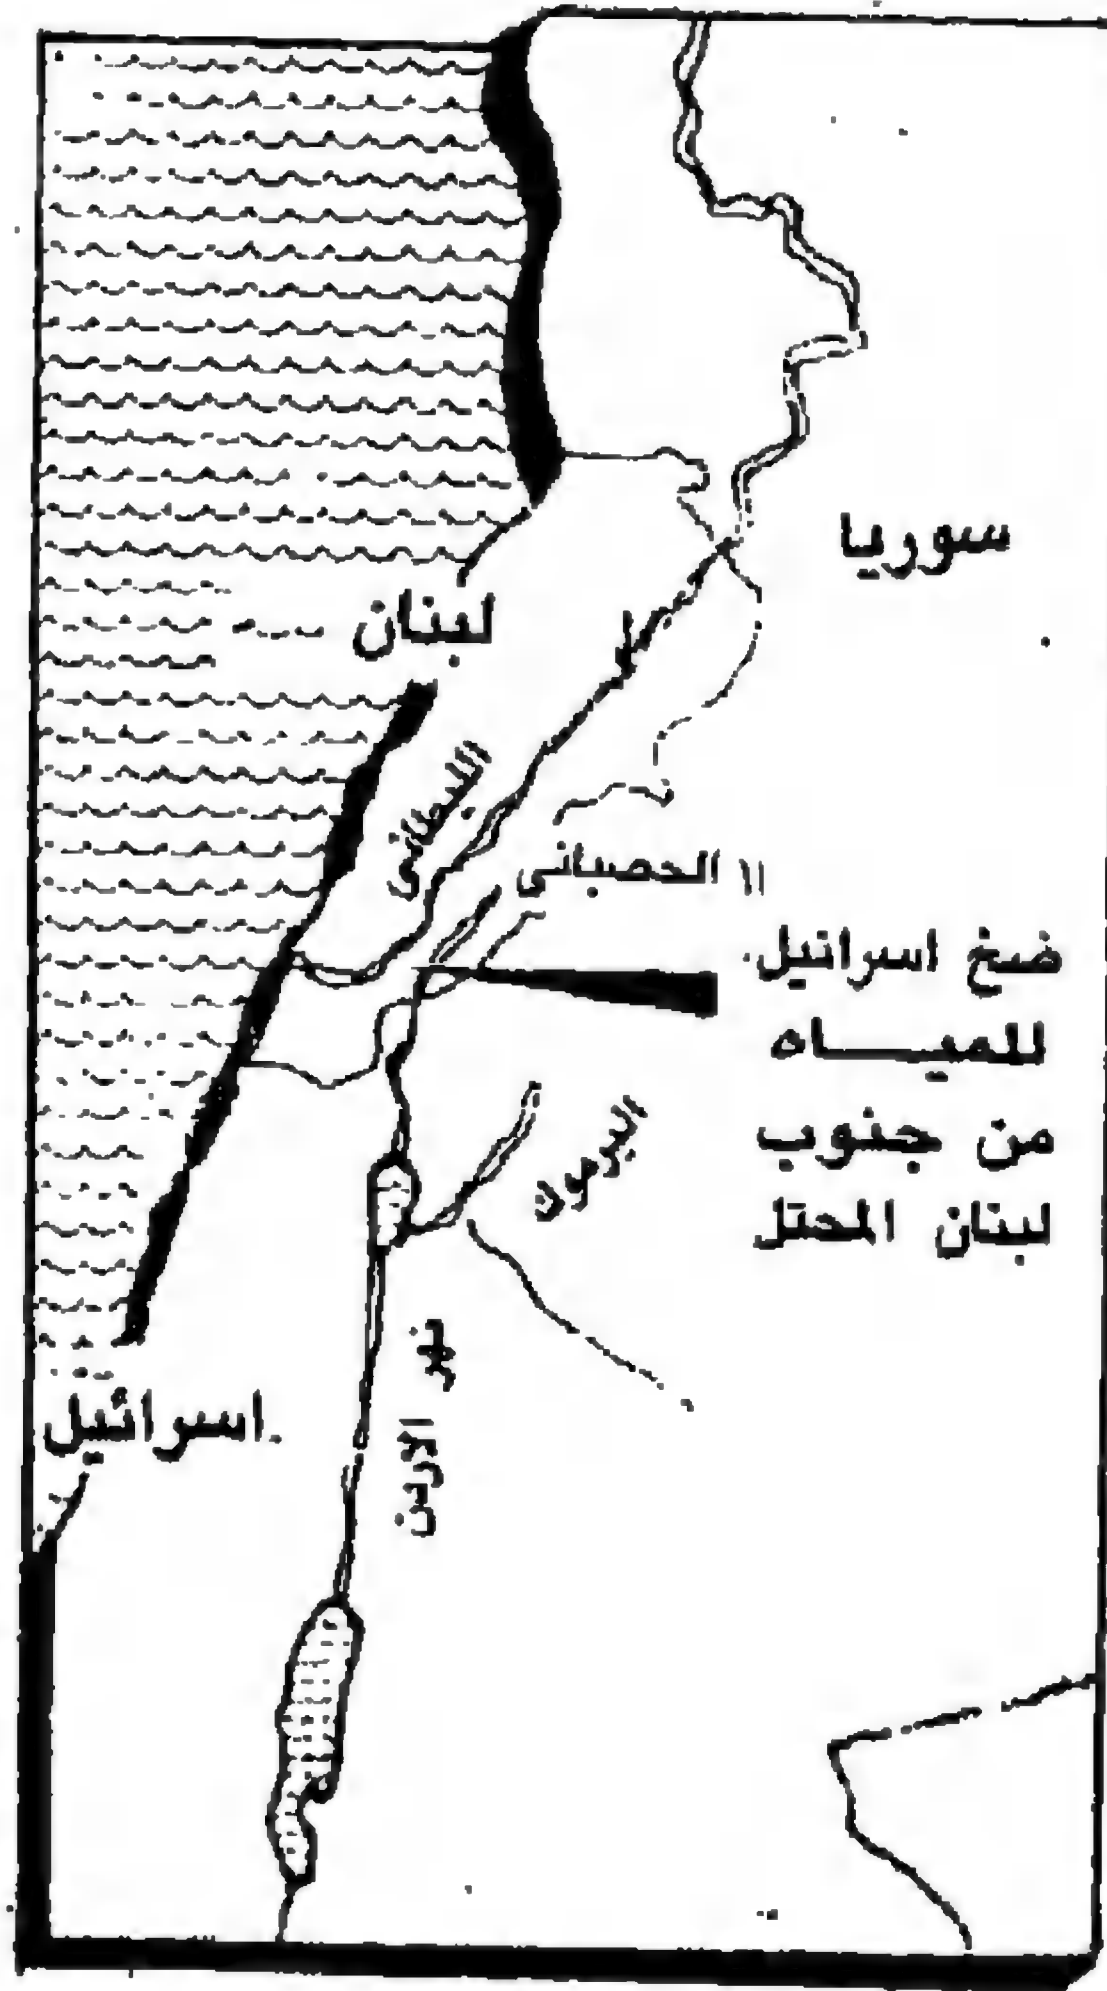 سوريا
لبنان
الليطاني
الحصباني
ضخ اسرائيل
للميـــاه
من جنوب
لبنان المحتل
اليرموك
نهر الاردن
اسرائيل